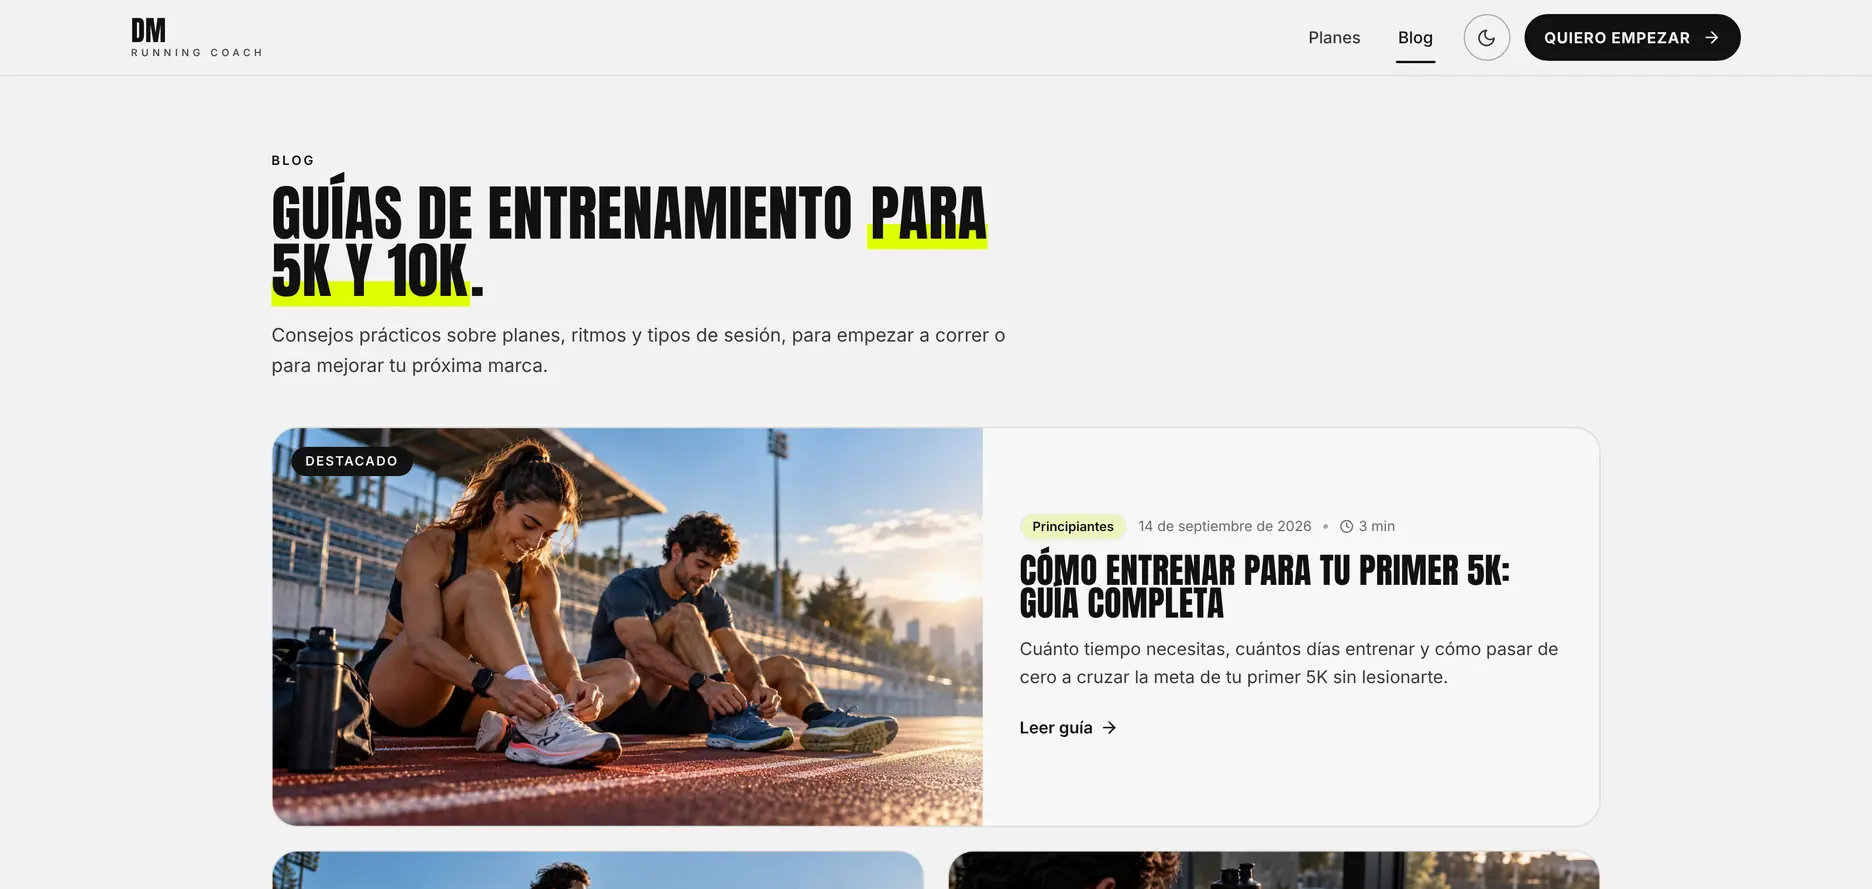 DM
RUNNING COACH
Planes
Blog
QUIERO EMPEZAR
BLOG
GUÍAS DE ENTRENAMIENTO PARA
5K Y 10K.
Consejos prácticos sobre planes, ritmos y tipos de sesión, para empezar a correr o
para mejorar tu próxima marca.
DESTACADO
Principiantes 14 de septiembre de 2026 • 3 min
CÓMO ENTRENAR PARA TU PRIMER 5K:
GUÍA COMPLETA
Cuánto tiempo necesitas, cuántos días entrenar y cómo pasar de
cero a cruzar la meta de tu primer 5K sin lesionarte.
Leer guía